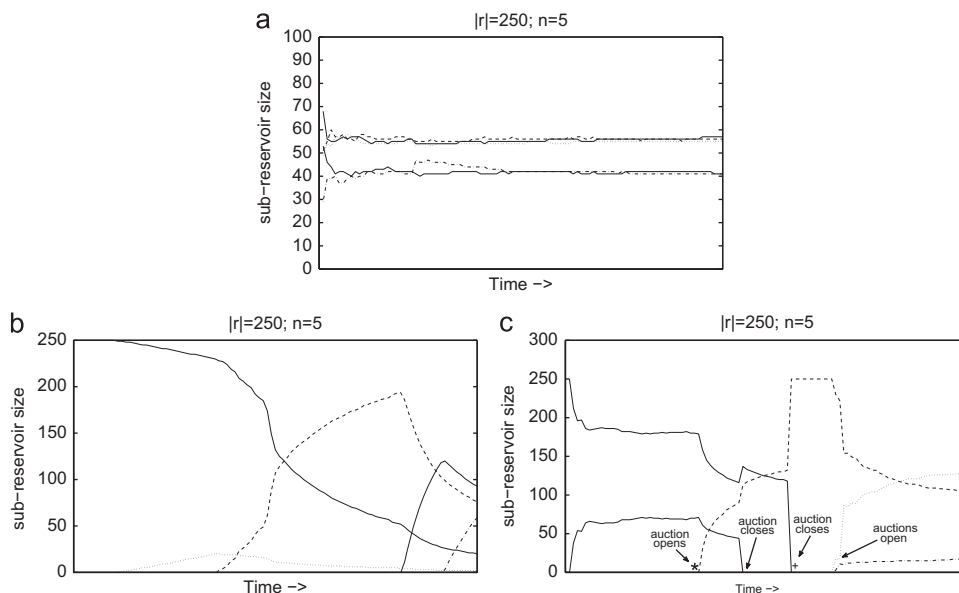 a
|r|=250; n=5
100
90
80
70
60
50
40
30
20
10
0
sub−reservoir size
Time −>
b
|r|=250; n=5
250
200
150
100
50
0
sub−reservoir size
Time −>
c
|r|=250; n=5
300
250
200
150
100
50
0
sub−reservoir size
auction
opens
*
auction
closes
+
auction
closes
auctions
open
Time −>